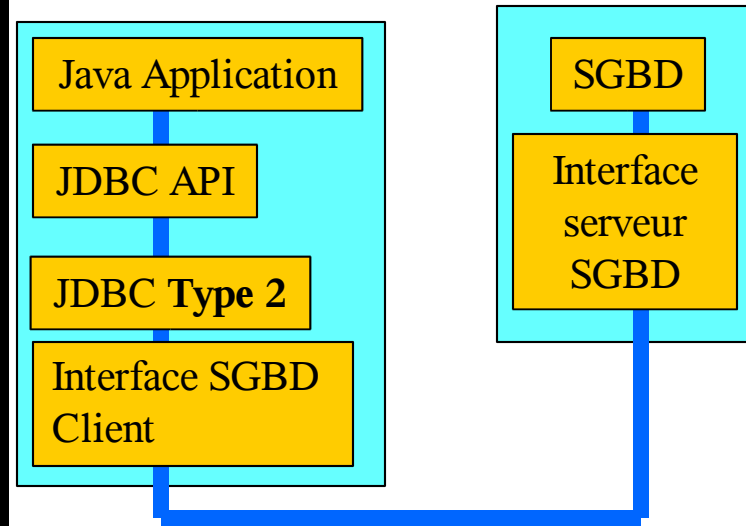 Java Application
JDBC API
JDBC Type 2
Interface SGBD
Client
SGBD
Interface
serveur
SGBD